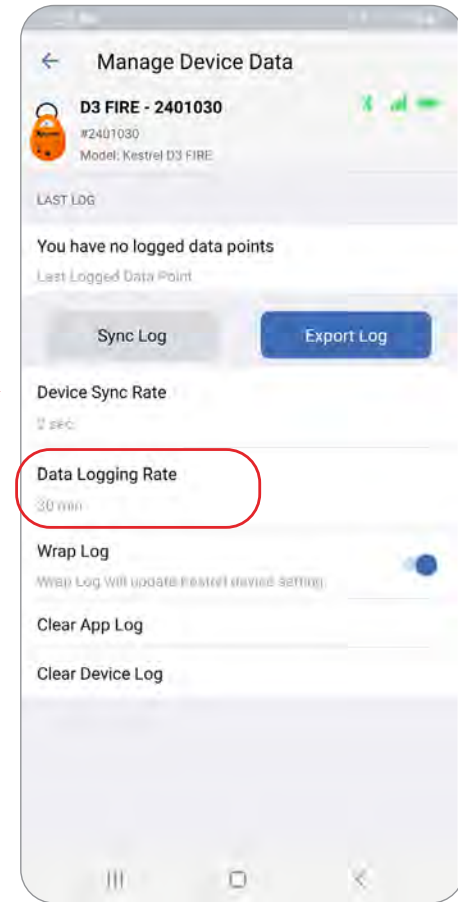 Manage Device Data
D3 FIRE - 2401030
#2401030
Model: Kestrel D3 FIRE
LAST LOG
You have no logged data points
Last Logged Data Point
Sync Log
Export Log
Device Sync Rate
2 sec
Data Logging Rate
30 min
Wrap Log
Wrap Log will update Kestrel device setting
Clear App Log
Clear Device Log